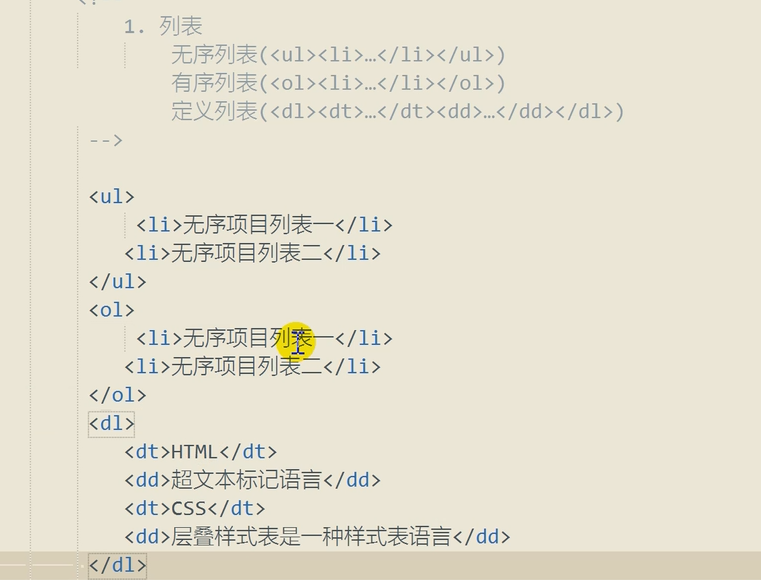 1. 列表
无序列表(<ul><li>…</li></ul>)
有序列表(<ol><li>…</li></ol>)
定义列表(<dl><dt>…</dt><dd>…</dd></dl>)
-->
<ul>
<li>无序项目列表一</li>
<li>无序项目列表二</li>
</ul>
<ol>
<li>无序项目列表一</li>
<li>无序项目列表二</li>
</ol>
<dl>
<dt>HTML</dt>
<dd>超文本标记语言</dd>
<dt>CSS</dt>
<dd>层叠样式表是一种样式表语言</dd>
</dl>